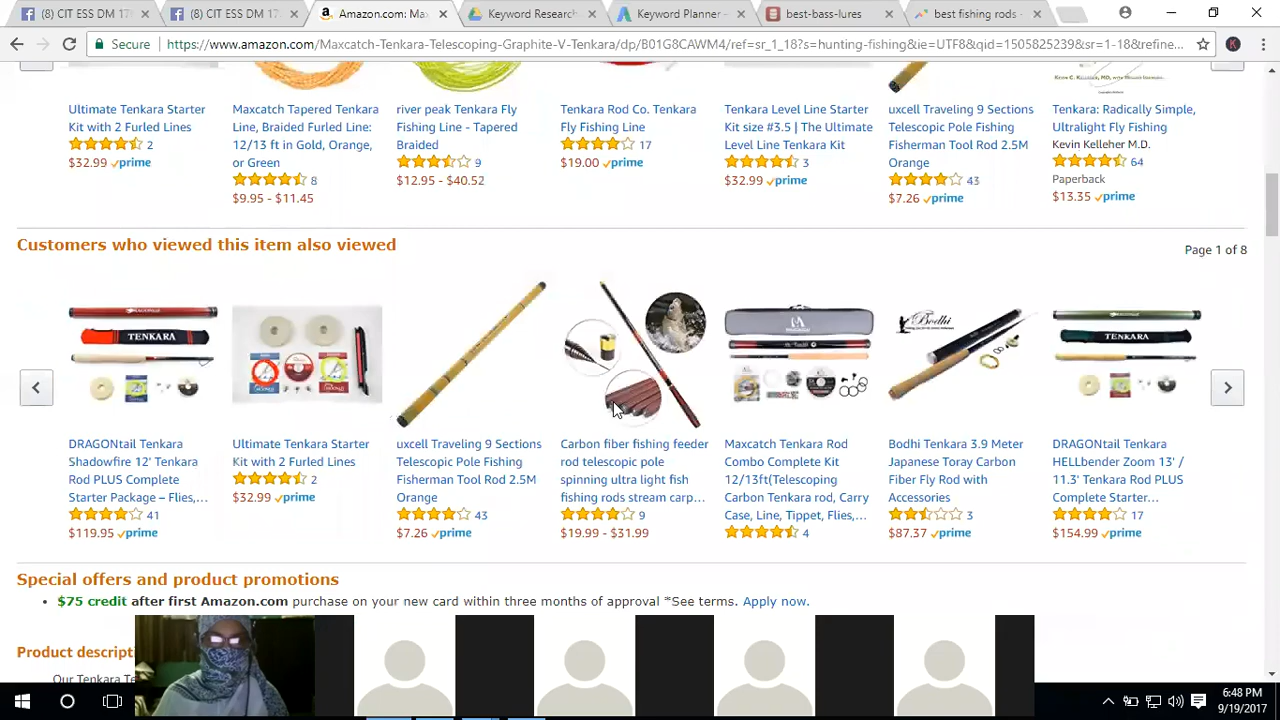 (3) CIT ESS DM 179
(3) CIT ESS DM 17
Amazon.com: Max
Keyword Research
Keyword Planner –
best-bass-lures
best fishing rods -
Secure
https://www.amazon.com/Maxcatch-Tenkara-Telescoping-Graphite-V-Tenkara/dp/B01G8CAWM4/ref=sr_1_18?s=hunting-fishing&ie=UTF8&qid=1505825239&sr=1-18&refine...
Ultimate Tenkara Starter
Kit with 2 Furled Lines
2
$32.99 prime
Maxcatch Tapered Tenkara
Line, Braided Furled Line:
12/13 ft in Gold, Orange,
or Green
8
$9.95 - $11.45
river peak Tenkara Fly
Fishing Line - Tapered
Braided
9
$12.95 - $40.52
Tenkara Rod Co. Tenkara
Fly Fishing Line
17
$19.00 prime
Tenkara Level Line Starter
Kit size #3.5 | The Ultimate
Level Line Tenkara Kit
3
$32.99 prime
uxcell Traveling 9 Sections
Telescopic Pole Fishing
Fisherman Tool Rod 2.5M
Orange
43
$7.26 prime
Tenkara: Radically Simple,
Ultralight Fly Fishing
Kevin Kelleher M.D.
64
Paperback
$13.35 prime
Customers who viewed this item also viewed
Page 1 of 8
TENKARA
DRAGONtail Tenkara
Shadowfire 12' Tenkara
Rod PLUS Complete
Starter Package – Flies,...
41
$119.95 prime
Ultimate Tenkara Starter
Kit with 2 Furled Lines
2
$32.99 prime
uxcell Traveling 9 Sections
Telescopic Pole Fishing
Fisherman Tool Rod 2.5M
Orange
43
$7.26 prime
Carbon fiber fishing feeder
rod telescopic pole
spinning ultra light fish
fishing rods stream carp...
9
$19.99 - $31.99
Maxcatch Tenkara Rod
Combo Complete Kit
12/13ft(Telescoping
Carbon Tenkara rod, Carry
Case, Line, Tippet, Flies,...
4
Bodhi
Bodhi Tenkara 3.9 Meter
Japanese Toray Carbon
Fiber Fly Rod with
Accessories
3
$87.37 prime
TENKARA
DRAGONtail Tenkara
HELLbender Zoom 13' /
11.3' Tenkara Rod PLUS
Complete Starter...
17
$154.99 prime
Special offers and product promotions
• $75 credit after first Amazon.com purchase on your new card within three months of approval *See terms. Apply now.
Product descripti
Our Tenkara Te
6:48 PM
9/19/2017